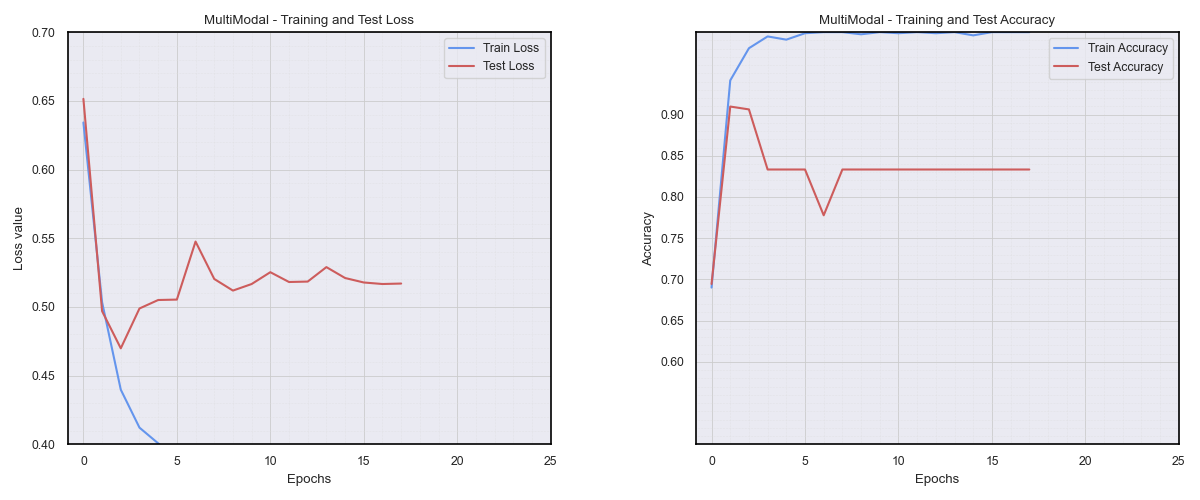 MultiModal - Training and Test Loss
Train Loss
Test Loss
Loss value
0.70
0.65
0.60
0.55
0.50
0.45
0.40
0 5 10 15 20 25
Epochs
MultiModal - Training and Test Accuracy
Train Accuracy
Test Accuracy
Accuracy
0.90
0.85
0.80
0.75
0.70
0.65
0.60
0 5 10 15 20 25
Epochs